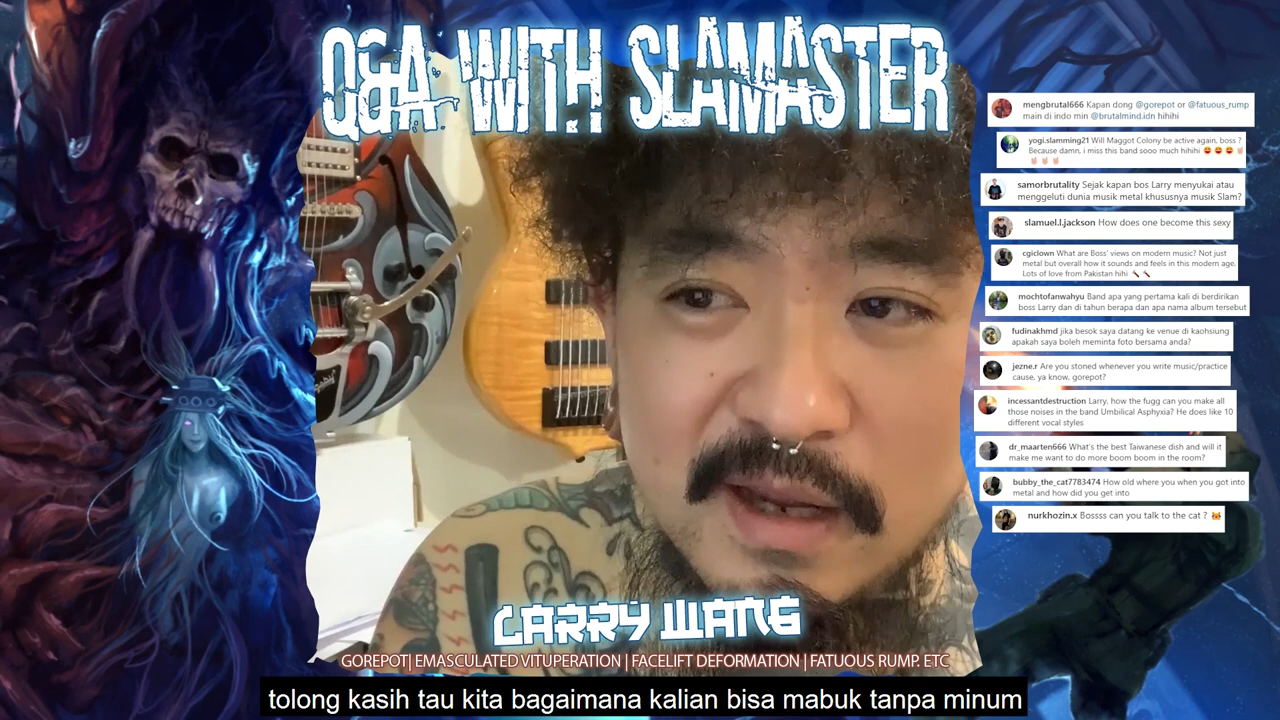 Q&A WITH SLAMASTER
mengbrutal666 Kapan dong @gorepot or @fatuous_rump
main di indo min @brutalmind.idn hihihi
yogi.slamming21 Will Maggot Colony be active again, boss ?
Because damn, i miss this band sooo much hihihi 😍 😍 😍 🤘
🤘 🤘 🤘
samorbrutality Sejak kapan bos Larry menyukai atau
menggeluti dunia musik metal khususnya musik Slam?
slamuel.l.jackson How does one become this sexy
cgiclown What are Boss' views on modern music? Not just
metal but overall how it sounds and feels in this modern age.
Lots of love from Pakistan hihi
mochtofanwahyu Band apa yang pertama kali di berdirikan
boss Larry dan di tahun berapa dan apa nama album tersebut
fudinakhmd jika besok saya datang ke venue di kaohsiung
apakah saya boleh meminta foto bersama anda?
jezne.r Are you stoned whenever you write music/practice
cause, ya know, gorepot?
incessantdestruction Larry, how the fugg can you make all
those noises in the band Umbilical Asphyxia? He does like 10
different vocal styles
dr_maarten666 What's the best Taiwanese dish and will it
make me want to do more boom boom in the room?
bubby_the_cat7783474 How old where you when you got into
metal and how did you get into
nurkhozin.x Bossss can you talk to the cat ? 😺
LARRY WANG
GOREPOT| EMASCULATED VITUPERATION | FACELIFT DEFORMATION | FATUOUS RUMP. ETC
tolong kasih tau kita bagaimana kalian bisa mabuk tanpa minum